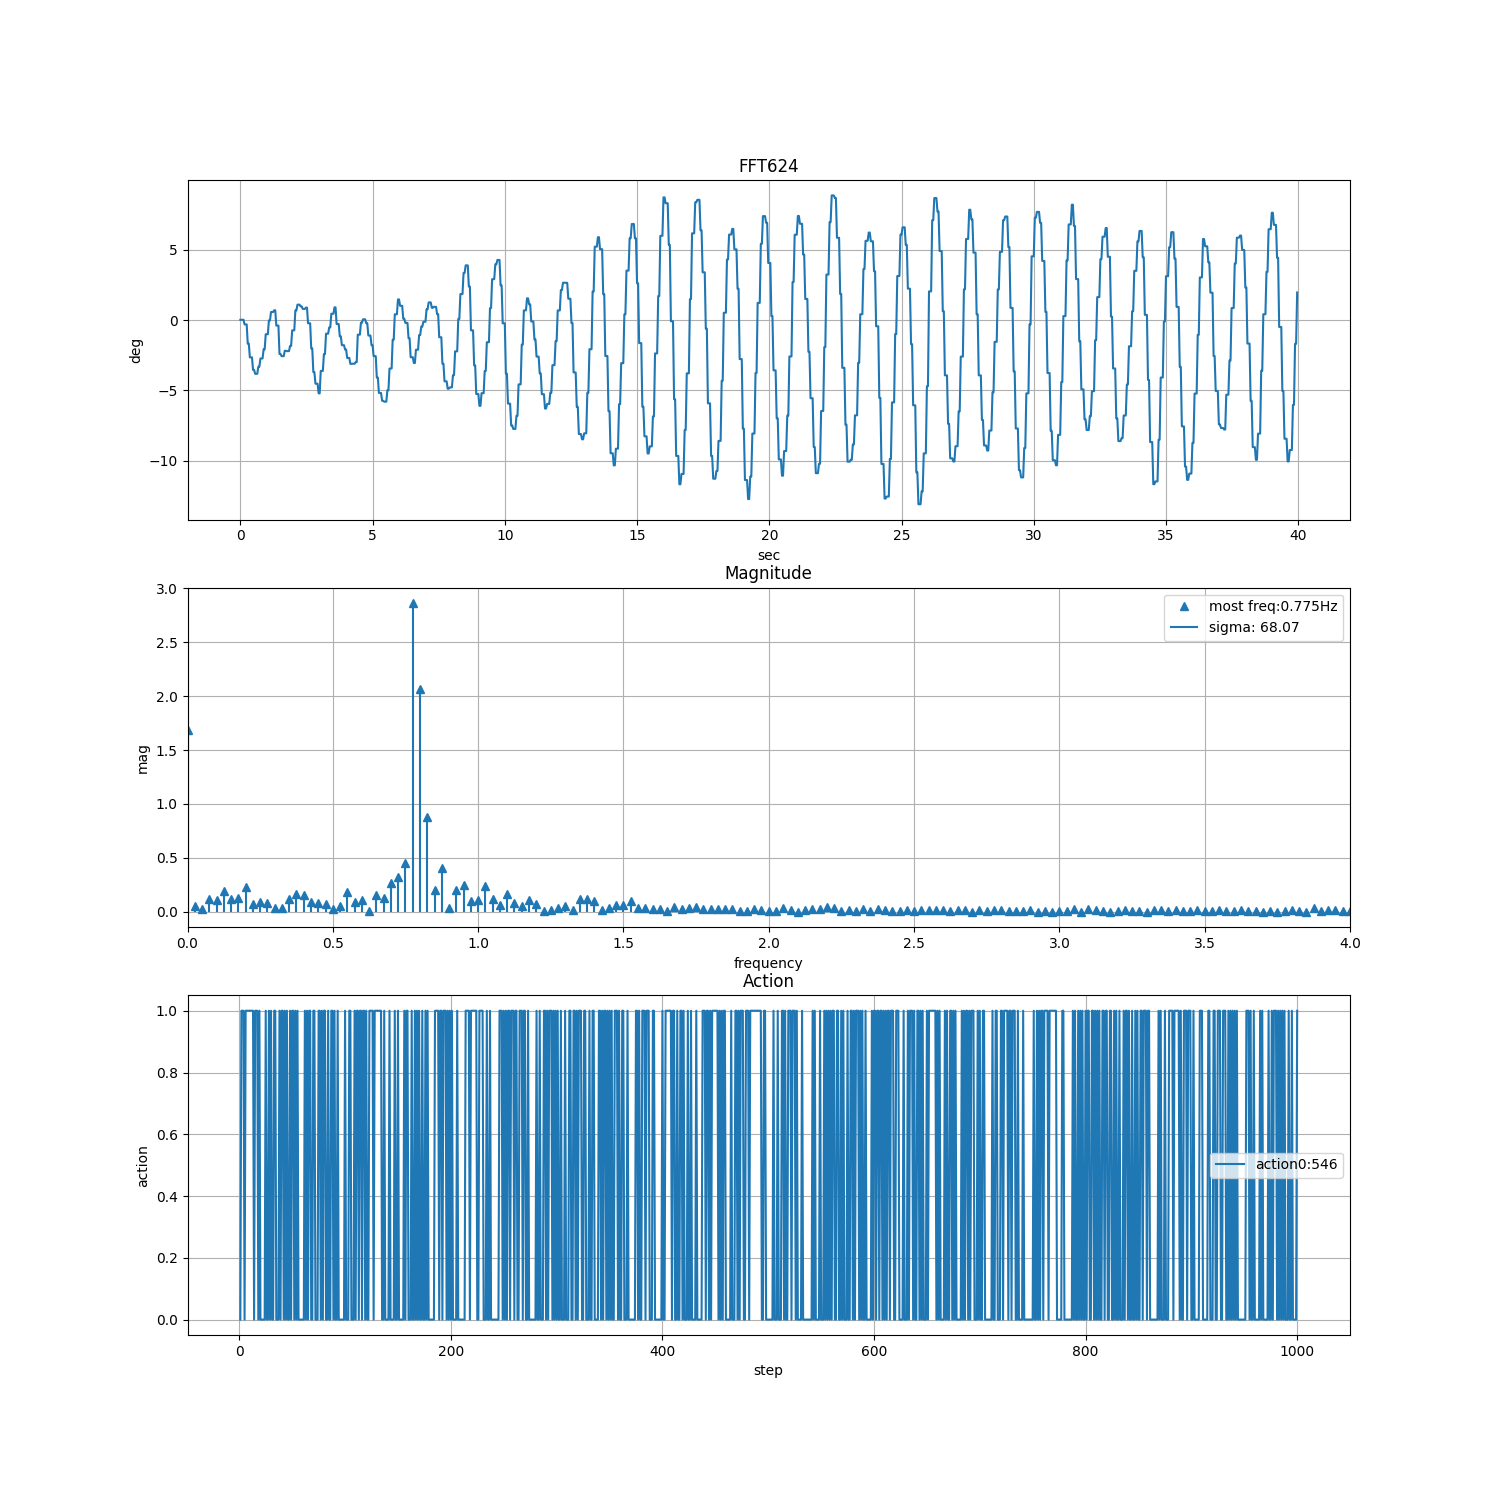 FFT624
5
0
−5
−10
deg
0 5 10 15 20 25 30 35 40
sec
Magnitude
3.0
2.5
2.0
1.5
1.0
0.5
0.0
mag
most freq:0.775Hz
sigma: 68.07
0.0 0.5 1.0 1.5 2.0 2.5 3.0 3.5 4.0
frequency
Action
1.0
0.8
0.6
0.4
0.2
0.0
action
action0:546
0 200 400 600 800 1000
step